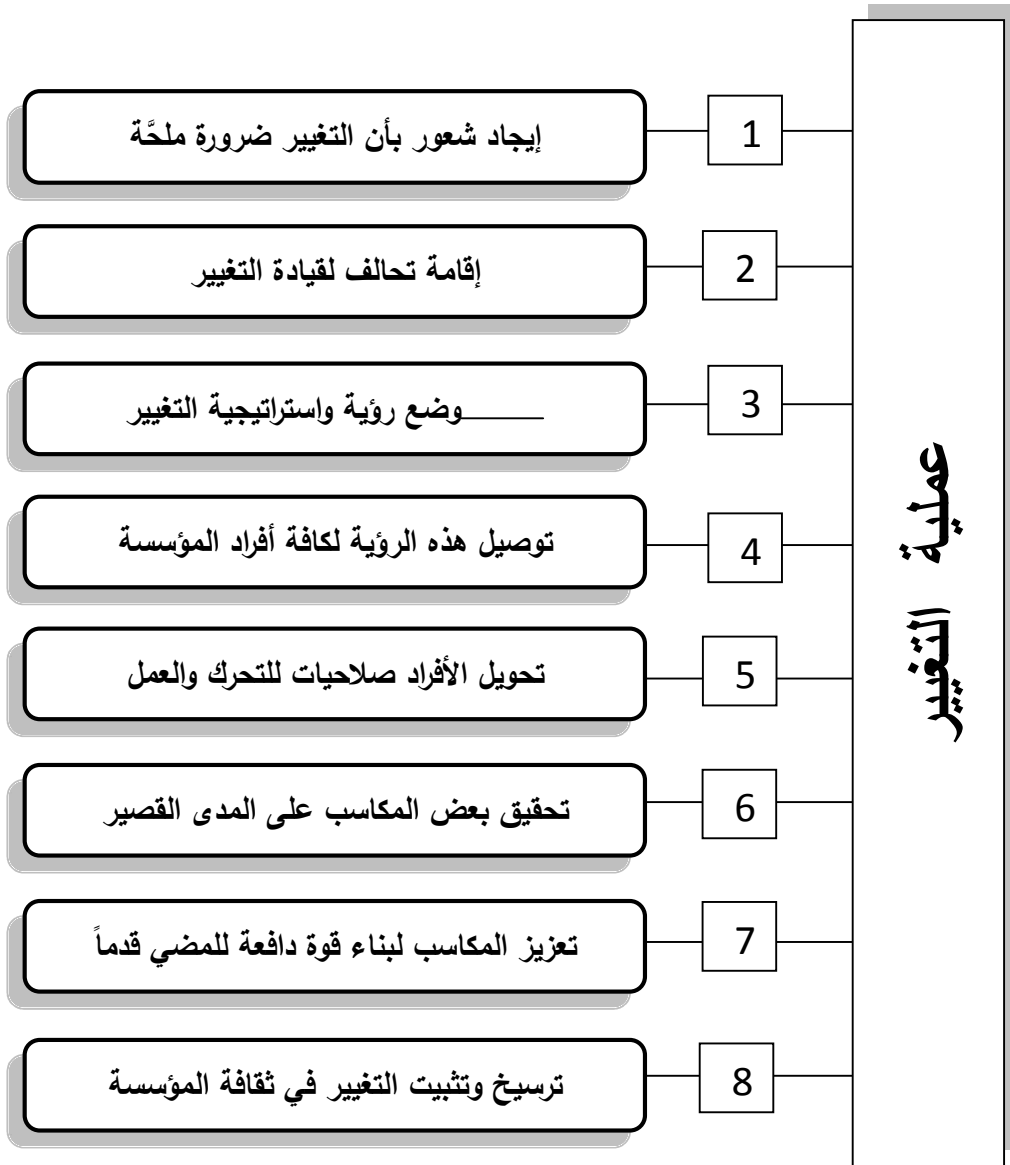 عملية التغيير
1
إيجاد شعور بأن التغيير ضرورة ملحَّة
2
إقامة تحالف لقيادة التغيير
3
وضع رؤية واستراتيجية التغيير
4
توصيل هذه الرؤية لكافة أفراد المؤسسة
5
تحويل الأفراد صلاحيات للتحرك والعمل
6
تحقيق بعض المكاسب على المدى القصير
7
تعزيز المكاسب لبناء قوة دافعة للمضي قدماً
8
ترسيخ وتثبيت التغيير في ثقافة المؤسسة